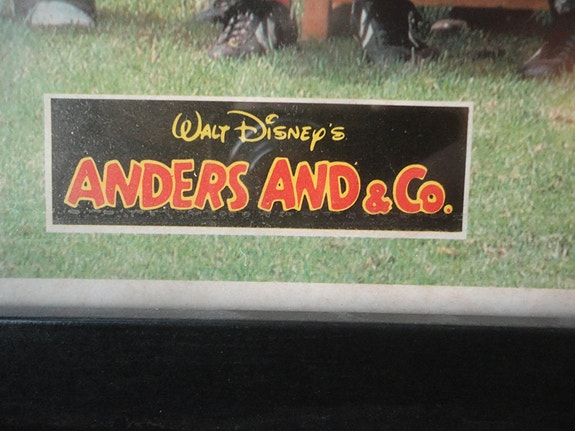 Walt Disney's
ANDERS AND & Co.